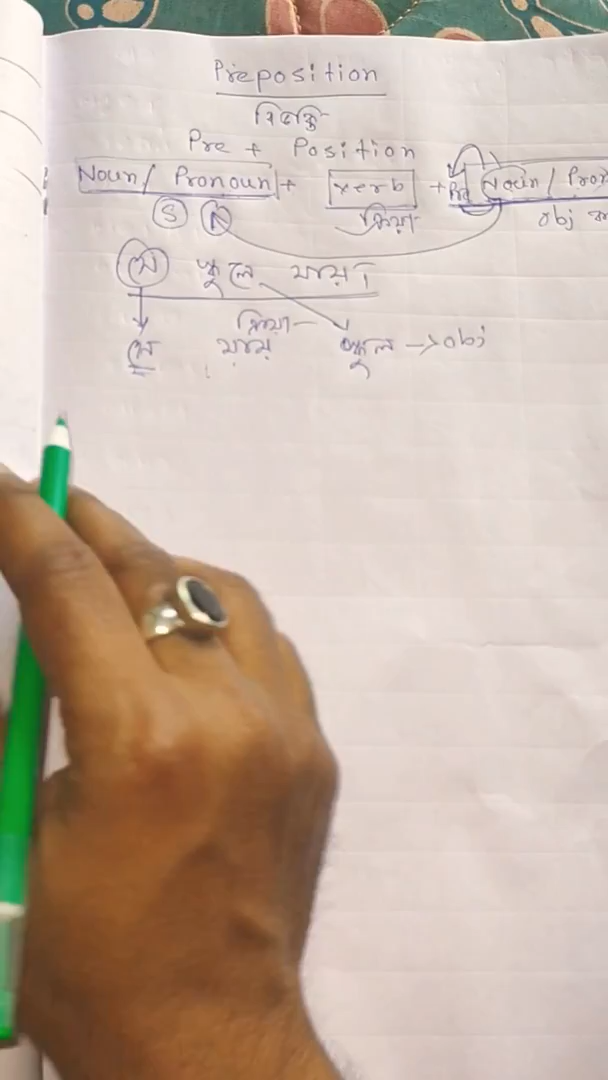 Preposition
বিভক্তি
Pre + Position
Noun / Pronoun + verb + Pre Noun / Pron
S N ক্রিয়া obj
সে স্কুলে যায়।
ক্রিয়া
সে যায় স্কুল → obj